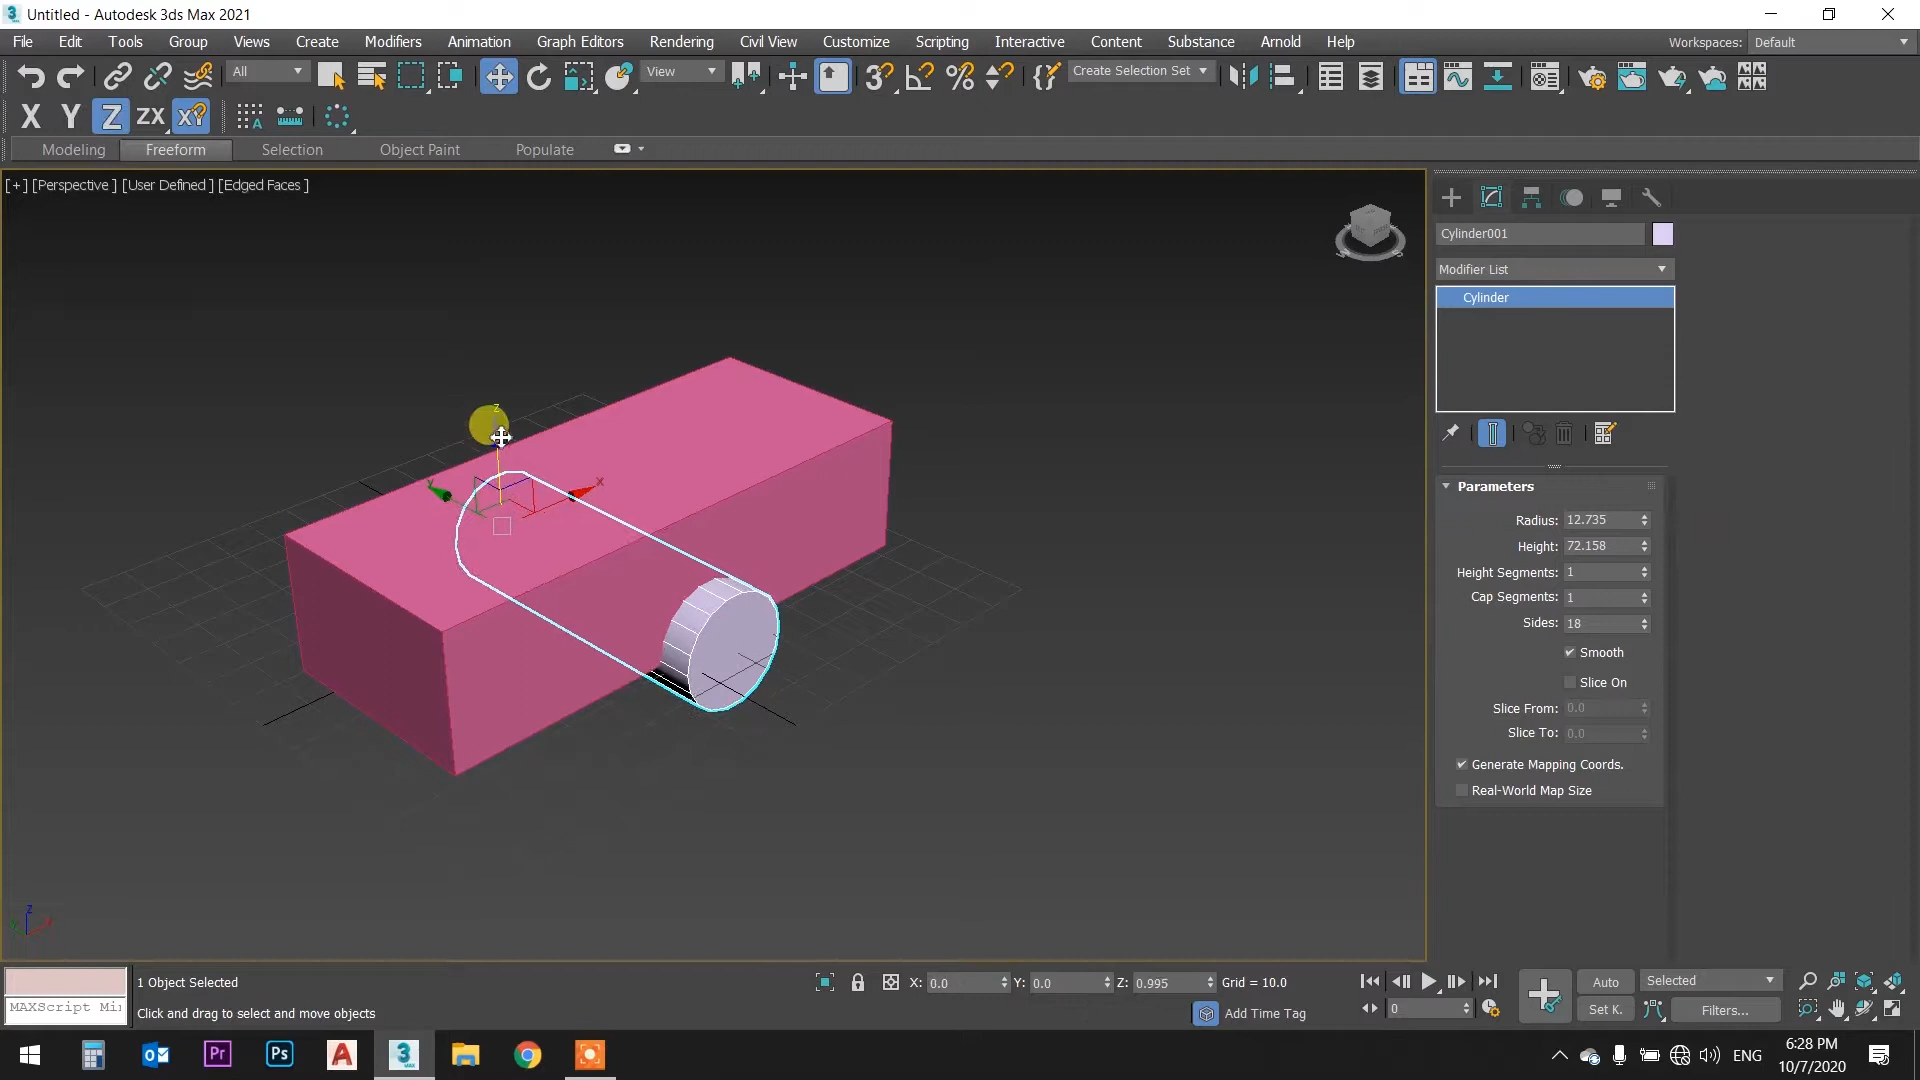 Untitled - Autodesk 3ds Max 2021
File Edit Tools Group Views Create Modifiers Animation Graph Editors Rendering Civil View Customize Scripting Interactive Content Substance Arnold Help Workspaces: Default
All View Create Selection Set
X Y Z ZX XY
Modeling Freeform Selection Object Paint Populate
[+] [Perspective ] [User Defined ] [Edged Faces ]
Cylinder001
Modifier List
Cylinder
Z
X
Y
Parameters
Radius: 12.735
Height: 72.158
Height Segments: 1
Cap Segments: 1
Sides: 18
Smooth
Slice On
Slice From: 0.0
Slice To: 0.0
Generate Mapping Coords.
Real-World Map Size
Z
1 Object Selected X: 0.0 Y: 0.0 Z: 0.995 Grid = 10.0 Auto Selected
MAXScript Mi Click and drag to select and move objects Add Time Tag 0 Set K. Filters...
Pr Ps A 3 MAX ENG 6:28 PM
10/7/2020